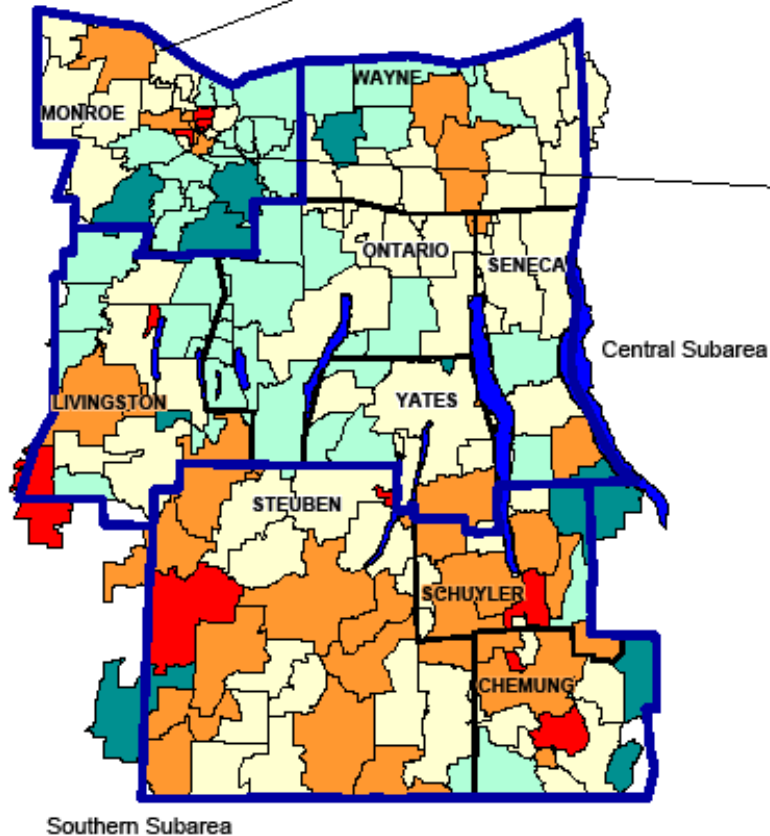 WAYNE
MONROE
ONTARIO
SENECA
Central Subarea
LIVINGSTON
YATES
STEUBEN
SCHUYLER
CHEMUNG
Southern Subarea